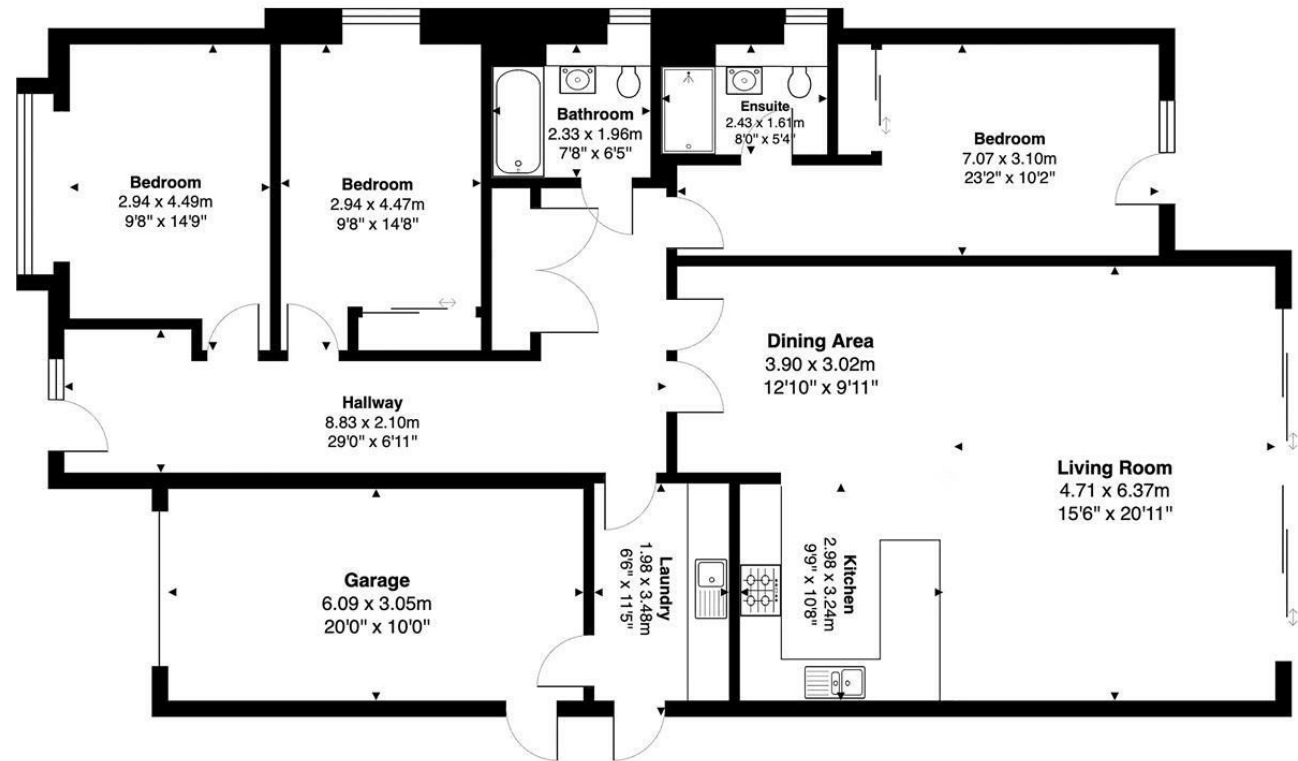 Bedroom
2.94 x 4.49m
9'8" x 14'9"
Bedroom
2.94 x 4.47m
9'8" x 14'8"
Bathroom
2.33 x 1.96m
7'8" x 6'5"
Ensuite
2.43 x 1.61m
8'0" x 5'4"
Bedroom
7.07 x 3.10m
23'2" x 10'2"
Hallway
8.83 x 2.10m
29'0" x 6'11"
Dining Area
3.90 x 3.02m
12'10" x 9'11"
Living Room
4.71 x 6.37m
15'6" x 20'11"
Garage
6.09 x 3.05m
20'0" x 10'0"
Laundry
1.98 x 3.48m
6'6" x 11'5"
Kitchen
2.98 x 3.24m
9'9" x 10'8"